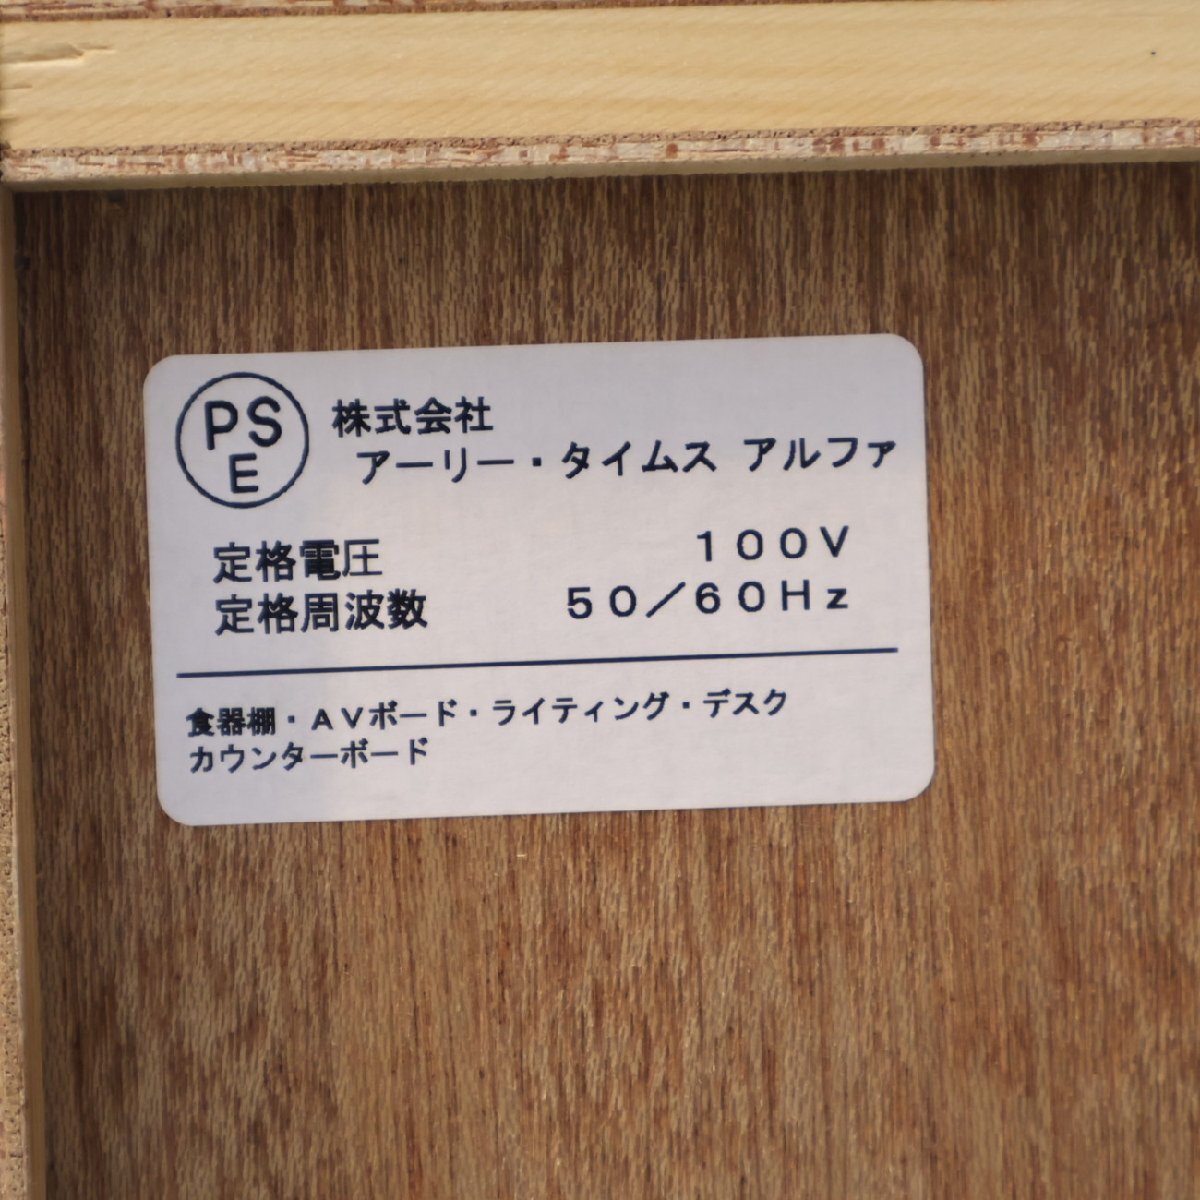 PS
E
株式会社
アーリー・タイムス アルファ
定格電圧 １００Ｖ
定格周波数 ５０／６０Ｈｚ
食器棚・ＡＶボード・ライティング・デスク
カウンターボード